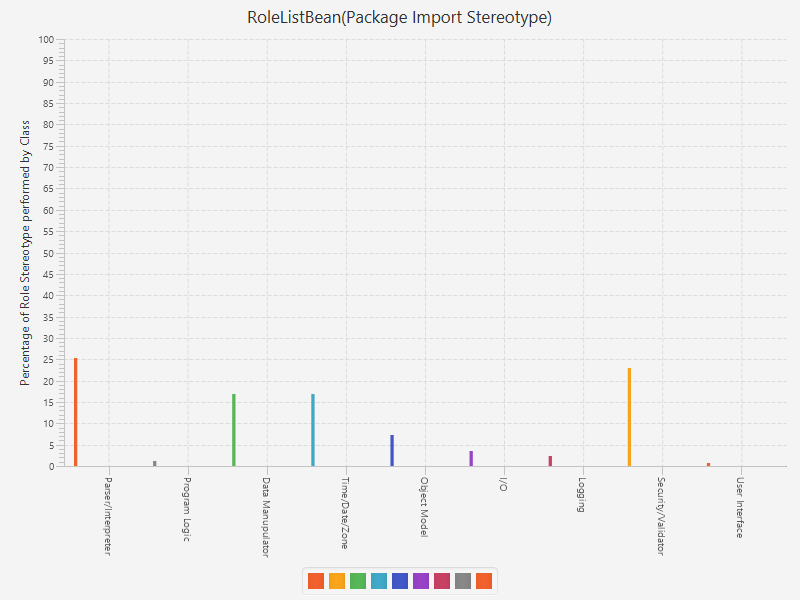 RoleListBean(Package Import Stereotype)
Percentage of Role Stereotype performed by Class
100
95
90
85
80
75
70
65
60
55
50
45
40
35
30
25
20
15
10
5
0
Parser/Interpreter
Program Logic
Data Manupulator
Time/Date/Zone
Object Model
I/O
Logging
Security/Validator
User Interface